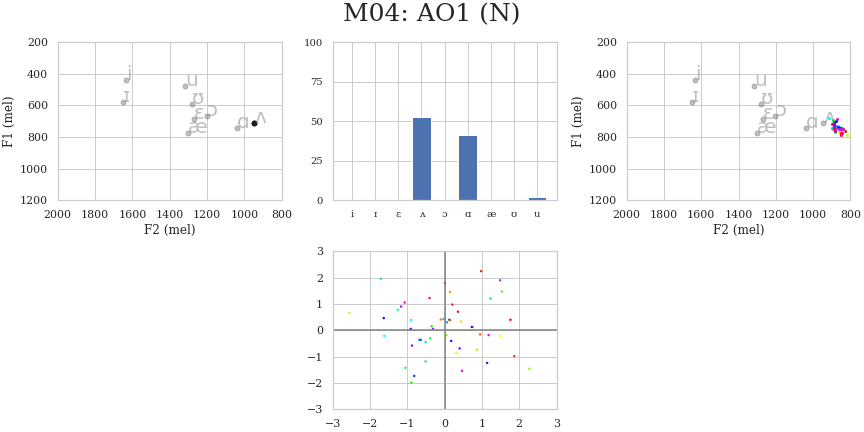 M04: AO1 (N)
200
400
600
800
1000
1200
2000 1800 1600 1400 1200 1000 800
F1 (mel)
F2 (mel)
i
ɪ
u
ʊ
ɛ
ɔ
æ
ɑ
ʌ
100
75
50
25
0
i ɪ ɛ ʌ ɔ ɑ æ ʊ u
200
400
600
800
1000
1200
2000 1800 1600 1400 1200 1000 800
F1 (mel)
F2 (mel)
i
ɪ
u
ʊ
ɛ
ɔ
æ
ɑ
ʌ
3
2
1
0
−1
−2
−3
−3 −2 −1 0 1 2 3